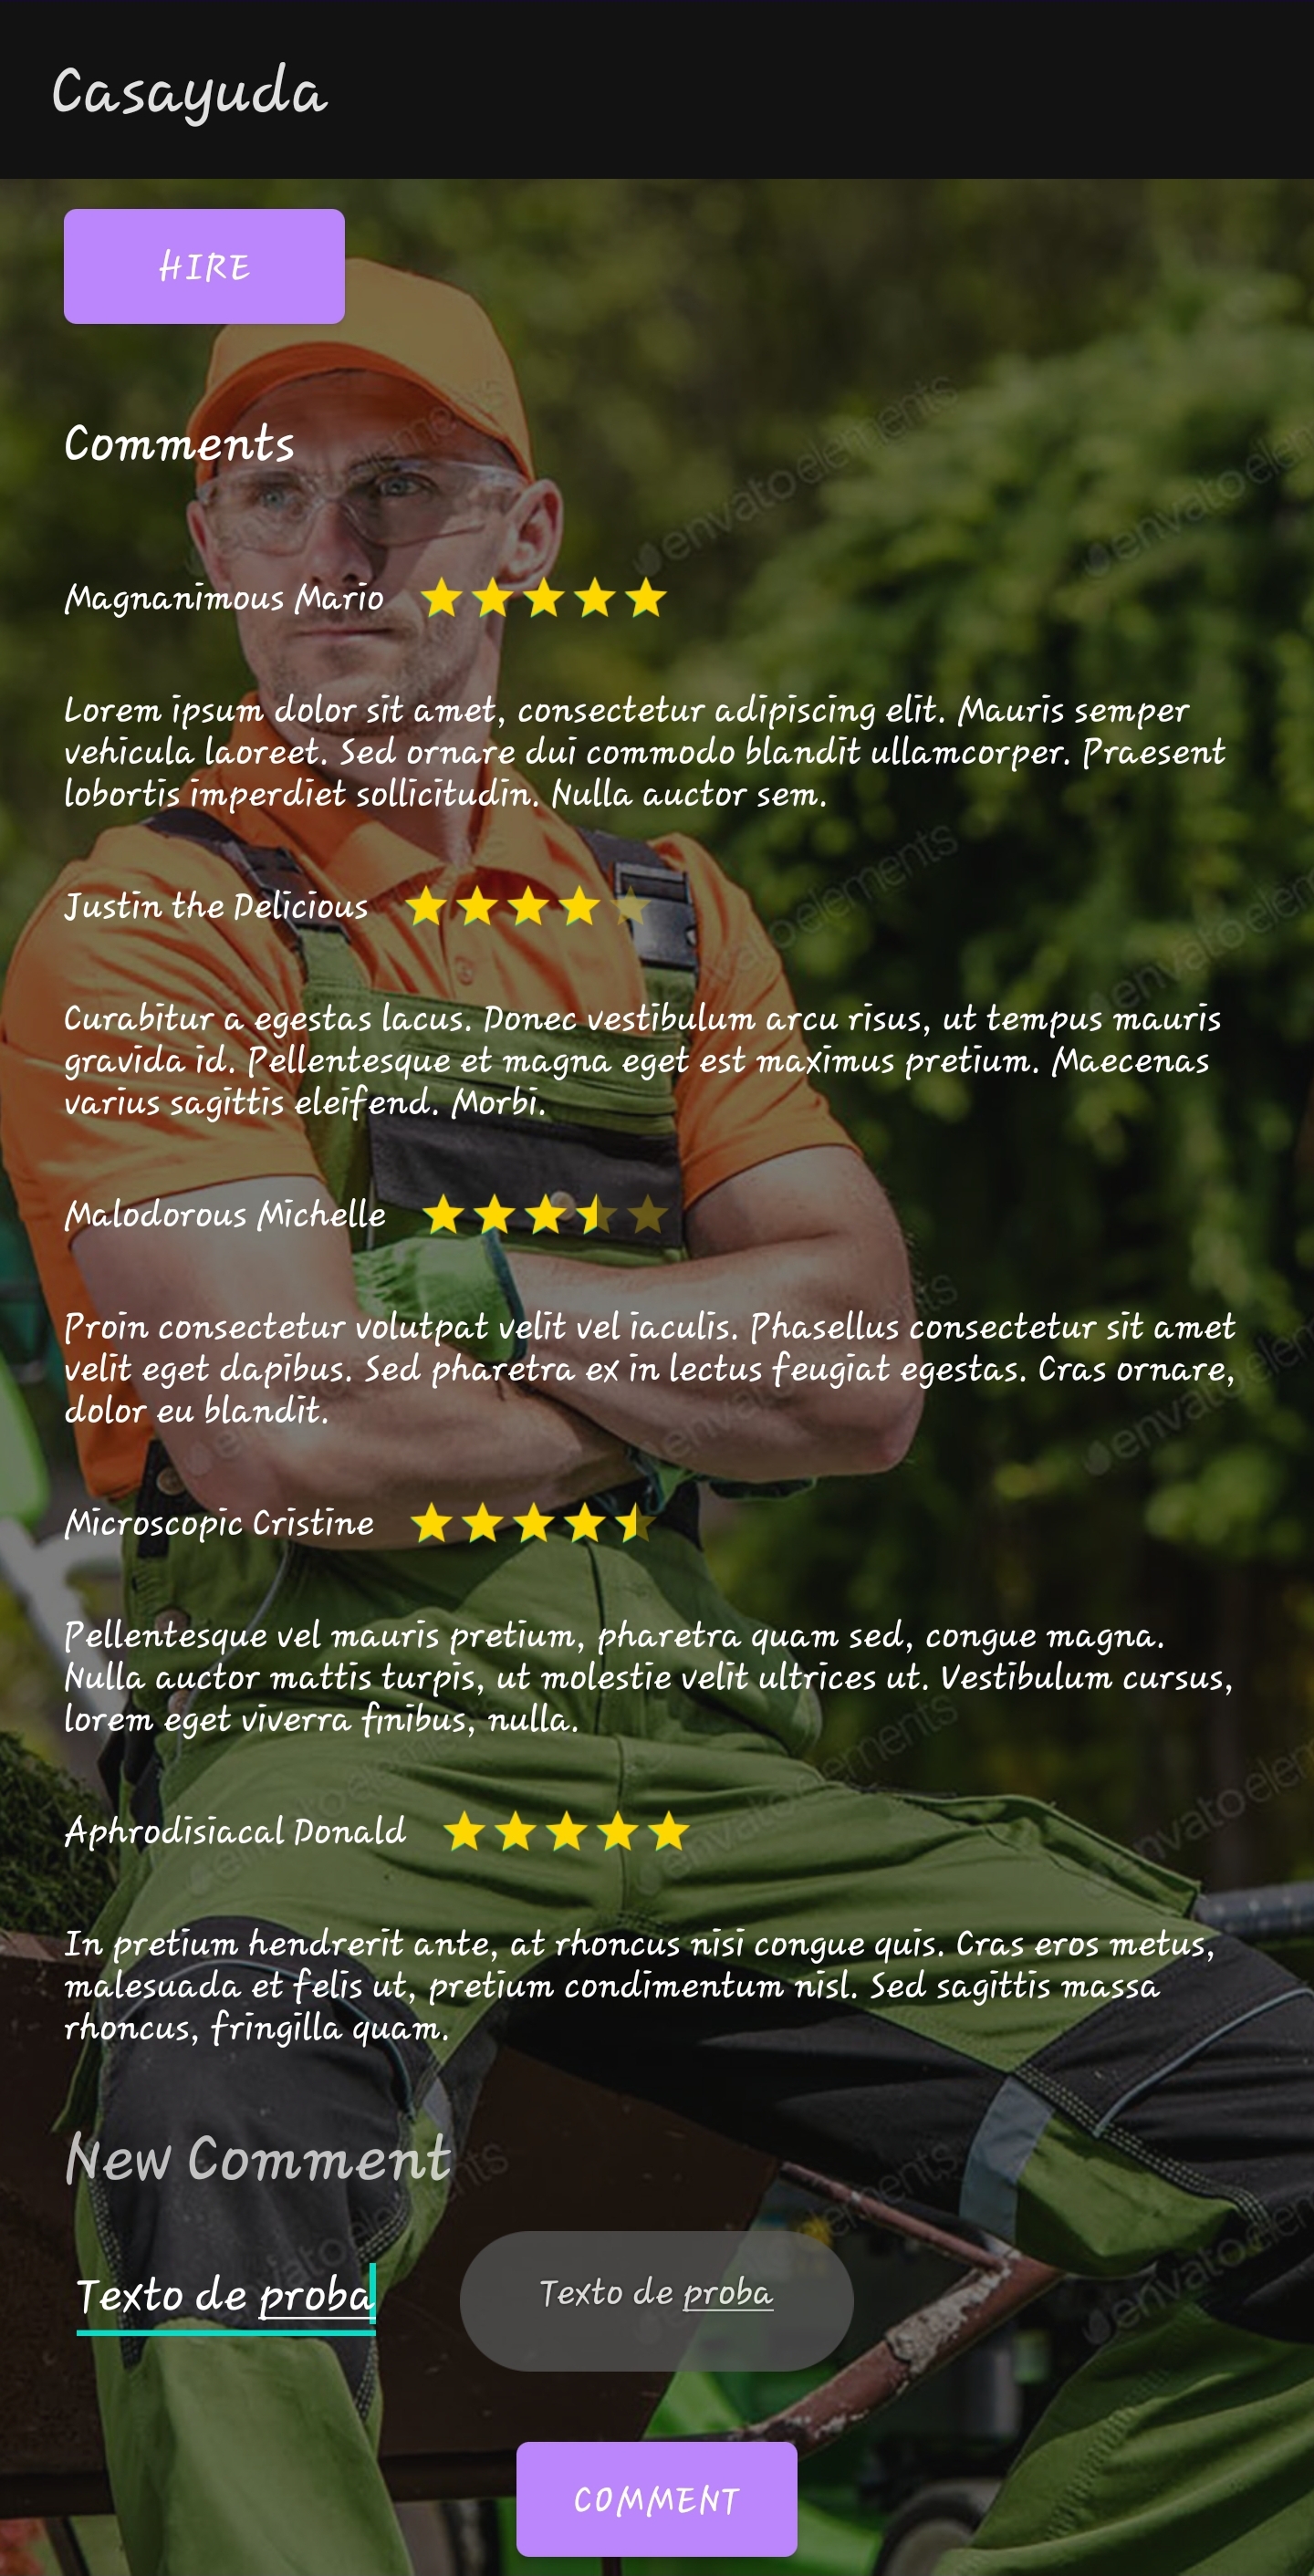 Casayuda
HIRE
Comments
Magnanimous Mario
Lorem ipsum dolor sit amet, consectetur adipiscing elit. Mauris semper
vehicula laoreet. Sed ornare dui commodo blandit ullamcorper. Praesent
lobortis imperdiet sollicitudin. Nulla auctor sem.
Justin the Delicious
Curabitur a egestas lacus. Donec vestibulum arcu risus, ut tempus mauris
gravida id. Pellentesque et magna eget est maximus pretium. Maecenas
varius sagittis eleifend. Morbi.
Malodorous Michelle
Proin consectetur volutpat velit vel iaculis. Phasellus consectetur sit amet
velit eget dapibus. Sed pharetra ex in lectus feugiat egestas. Cras ornare,
dolor eu blandit.
Microscopic Cristine
Pellentesque vel mauris pretium, pharetra quam sed, congue magna.
Nulla auctor mattis turpis, ut molestie velit ultrices ut. Vestibulum cursus,
lorem eget viverra finibus, nulla.
Aphrodisiacal Donald
In pretium hendrerit ante, at rhoncus nisi congue quis. Cras eros metus,
malesuada et felis ut, pretium condimentum nisl. Sed sagittis massa
rhoncus, fringilla quam.
New Comment
Texto de proba
Texto de proba
COMMENT
envatoelements